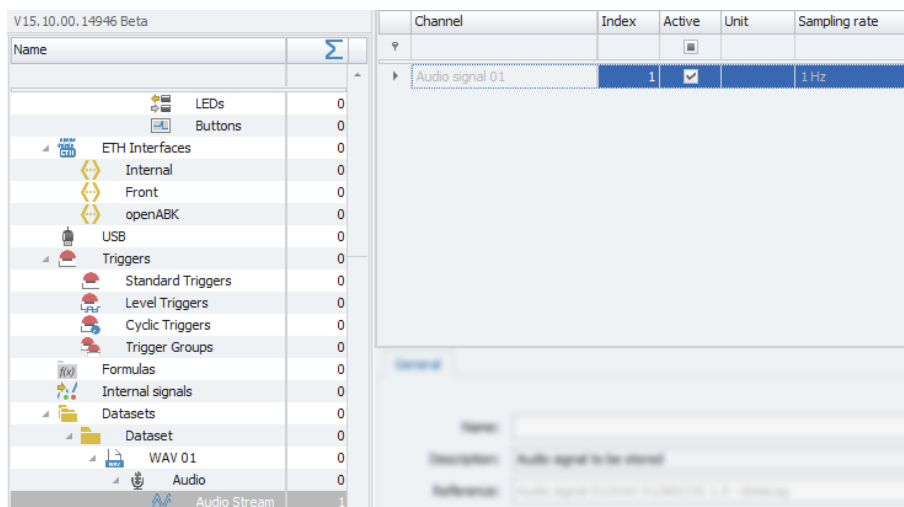 V15.10.00.14946 Beta
Name Σ
LEDs 0
Buttons 0
ETH Interfaces 0
Internal 0
Front 0
openABK 0
USB 0
Triggers 0
Standard Triggers 0
Level Triggers 0
Cyclic Triggers 0
Trigger Groups 0
f(x) Formulas 0
Internal signals 0
Datasets 0
Dataset 0
WAV 01 0
Audio 0
Audio Stream 1
Channel Index Active Unit Sampling rate
Audio signal 01 1 1 Hz
General
Name:
Description: Audio signal to be stored
Reference: